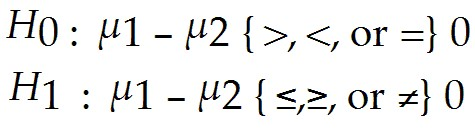 H0 : μ1 – μ2 {>,<, or =} 0
H1 : μ1 – μ2 {≤,≥, or ≠} 0